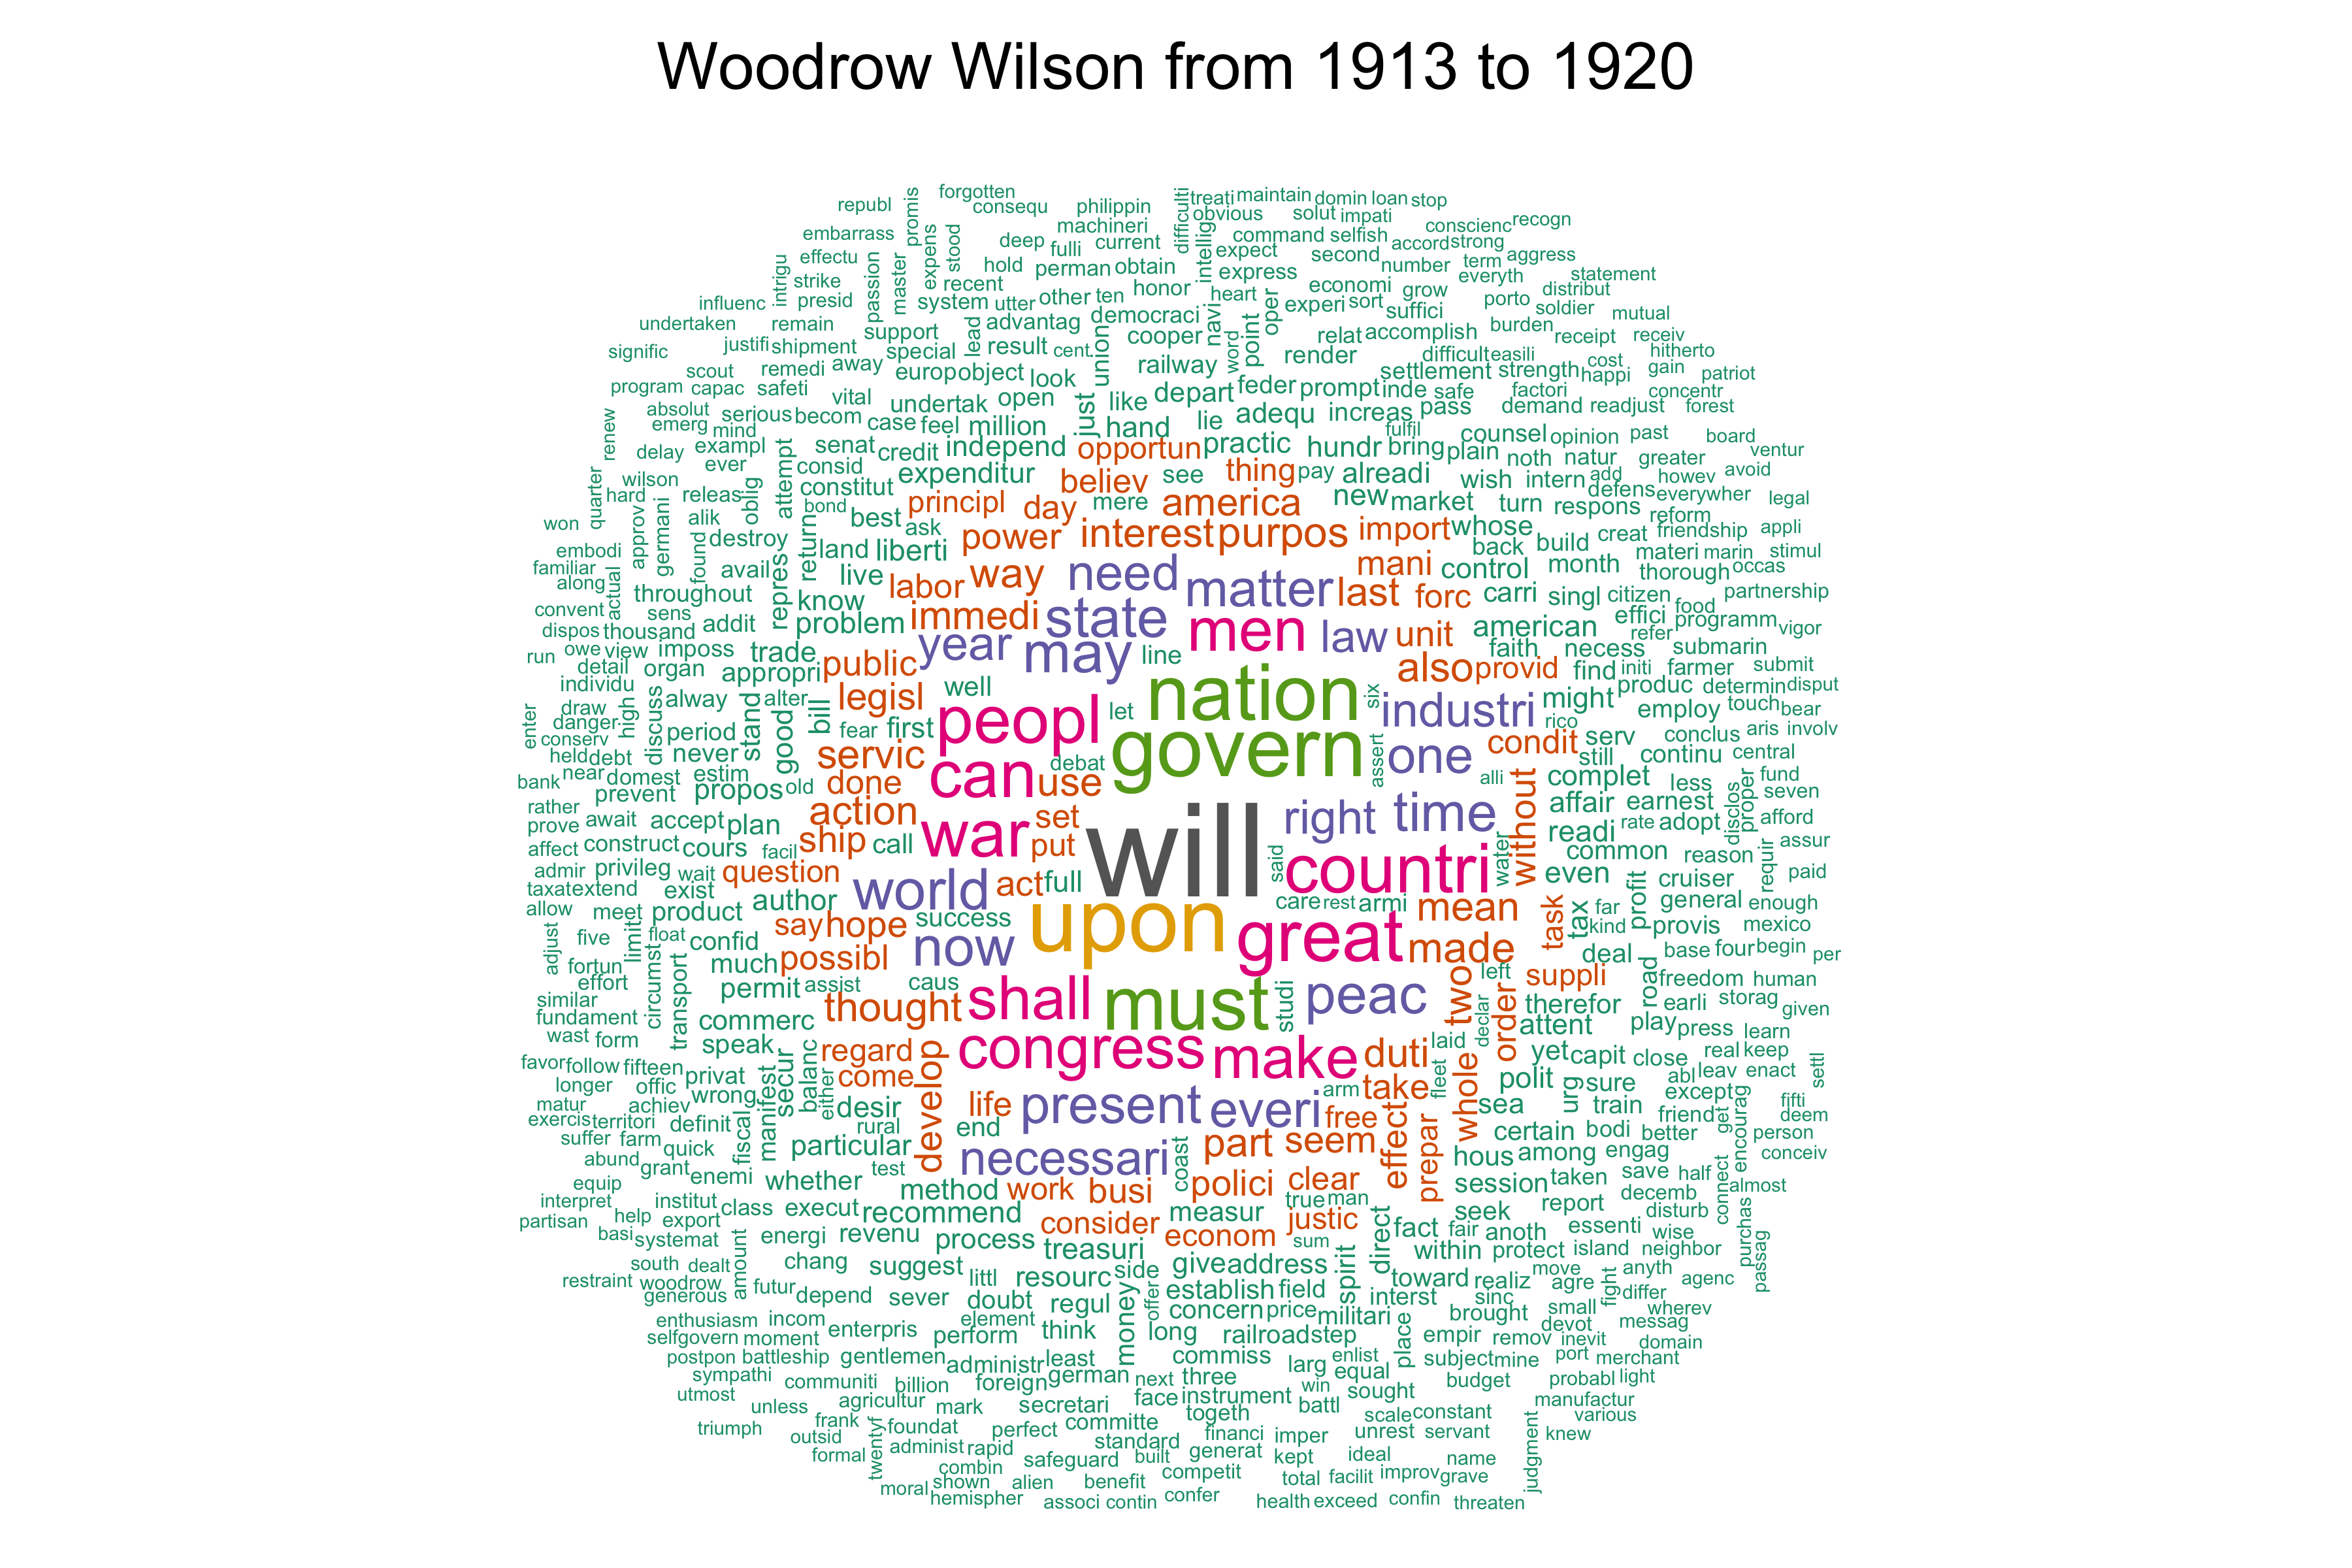 Woodrow Wilson from 1913 to 1920
forgotten treati maintain domin loan stop
republ promis consequ philippin difficulti obvious solut impati conscienc recogn
embarrass expens stood deep machineri fulli current intellig command selfish accord strong
intrigu effectu passion master hold perman obtain expect second number term aggress
strike recent express economi everyth statement
influenc presid system utter other ten honor heart experi sort grow porto distribut
undertaken remain support lead advantag democraci navi point oper suffici burden soldier mutual
signific justifi shipment special result cent union cooper word relat accomplish receipt receiv
scout remedi away europ object look railway render difficult easili cost hitherto
program capac safeti vital undertak open just like depart feder prompt inde settlement strength safe happi gain patriot
renew absolut serious becom case feel million hand lie adequ increas pass demand factori readjust concentr forest
emerg mind senat credit independ opportun practic hundr fulfil bring counsel opinion past board
delay exampl attempt consid expenditur believ see thing pay alreadi plain noth natur greater ventur
quarter wilson ever constitut principl day mere america new market wish intern add howev avoid
hard releas oblig bond best ask turn respons defens everywher legal
won approv germani alik destroy return land liberti power interest purpos import whose reform friendship appli
embodi found avail repres live labor way need matter mani back build creat materi marin stimul
familiar along actual throughout know immedi state last forc control month thorough occas
convent sens addit problem men law unit carri singl citizen food partnership
dispos thousand year may line american effici refer programm vigor
run owe view imposs trade public also provid faith necess submarin
detail organ appropri well find initi farmer submit
individu alway alter bill legisl nation six industri might produc determin disput
enter draw danger high discuss period stand good fear first peopl let govern employ touch bear
conserv rico conclus aris involv
held debt never servic debat assert one condit serv still continu central
bank near domest estim propos old done can use alli complet less fund
prevent action right time without affair earnest disclos proper seven
rather await accept plan ship war set will readi rate adopt afford
prove construct cours facil call put said water common reason requir assur
affect privileg wait question countri even cruiser paid
admir exist world act full
taxat extend author success care rest armi mean task tax profit general enough
allow meet product say hope upon great far kind provis mexico
adjust five limit float confid now made deal base four begin per
fortun circumst much possibl left suppli road freedom human
effort permit assist caus peac two therefor earli storag given
similar fundament transport commerc thought shall must studi declar order attent play press learn
wast form speak regard congress make duti laid yet capit close real keep
favor follow fifteen privat secur balanc come develop fleet whole abl leav enact settl
longer offic wrong manifest either desir life present everi arm take polit urg sure except fifti
matur achiev free sea train friend get encourag deem
exercis territori definit fiscal rural end
suffer farm quick particular necessari coast part seem effect prepar certain bodi better person
abund grant enemi whether test hous among engag conceiv
equip method work busi polici clear session taken save half connect almost
interpret institut class execut recommend true man seek report decemb disturb purchas
partisan help export consider measur justic direct fact fair anoth essenti wise
basi systemat amount energi revenu process treasuri econom sum within protect island neighbor passag
south dealt chang suggest littl resourc side give address spirit toward realiz move anyth agenc
restraint woodrow futur depend sever doubt regul money offer establish field interst sinc agre fight differ
generous concern price militari brought small wherev
enthusiasm incom enterpris element think long railroad step place empir remov devot messag
selfgovern moment perform inevit domain
postpon battleship gentlemen administr least commiss larg enlist subject mine port merchant
sympathi communiti billion foreign german next three equal budget probabl light
utmost agricultur mark secretari face instrument win sought manufactur
unless frank foundat committe togeth battl scale constant various
triumph outsid twentyf perfect standard financi imper unrest servant judgment knew
formal administ rapid safeguard built generat kept ideal name
combin competit total facilit improv grave
moral shown alien benefit
hemispher associ contin confer health exceed confin threaten